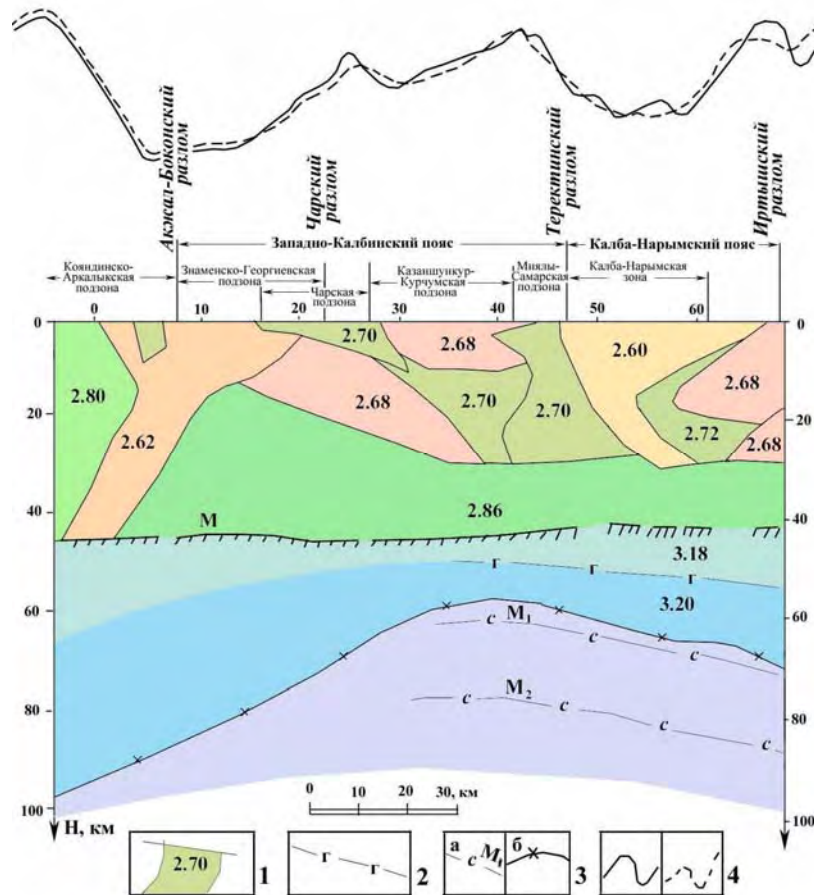 Акжал-Боконский
разлом
Чарский
разлом
Теректинский
разлом
Иртышский
разлом
Западно-Калбинский пояс
Калба-Нарымский пояс
Кояндинско-
Аркалыкская
подзона
Знаменско-Георгиевская
подзона
Чарская
подзона
Казаншункур-
Курчумская
подзона
Миялы-
Самарская
подзона
Калба-Нарымская
зона
0 10 20 30 40 50 60
0 0
20 20
40 40
60 60
80 80
100 100
2.80
2.62
2.70
2.68
2.68
2.70
2.70
2.60
2.68
2.72
2.68
2.86
М
3.18
г г г
3.20
М₁
с с с с
М₂
с с с с
0 10 20 30, км
Н, км
2.70 1
г г 2
а с М₁ б 3
4